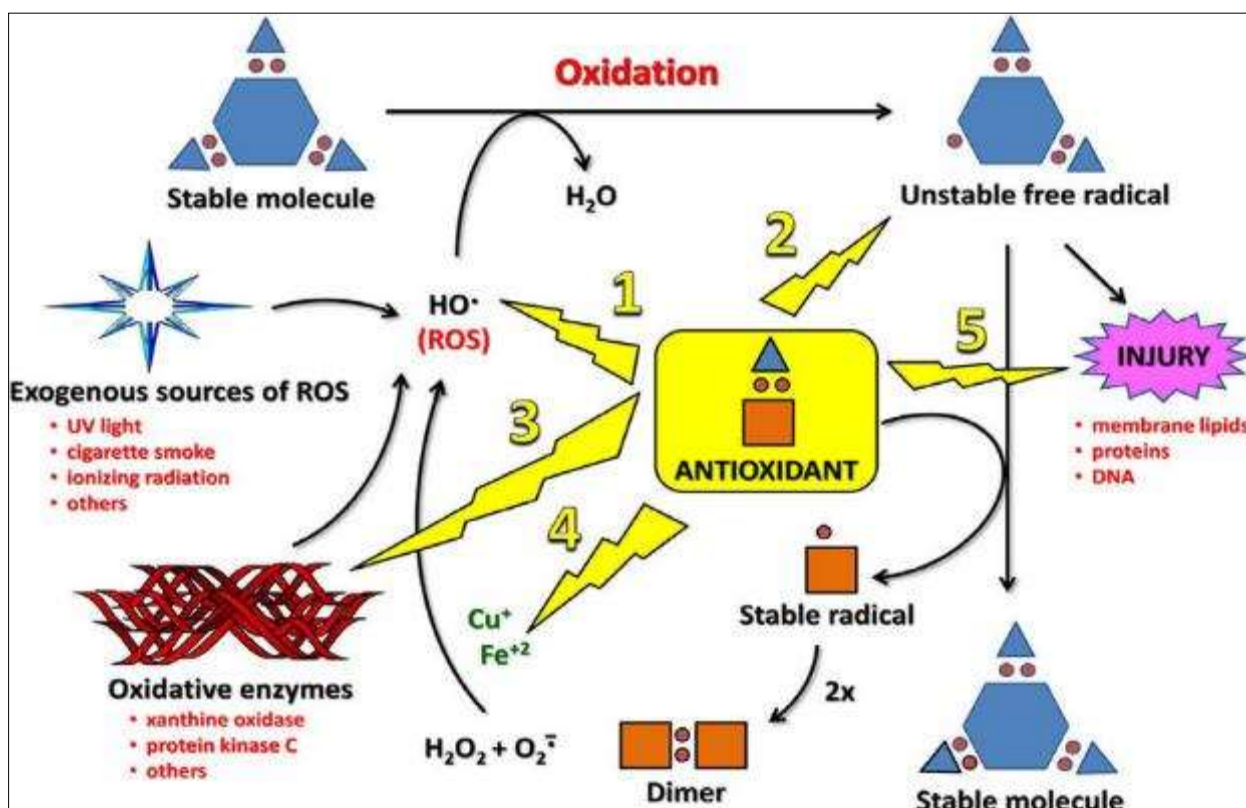 Oxidation
Stable molecule
H₂O
Unstable free radical
2
1
HO•
(ROS)
5
INJURY
• membrane lipids
• proteins
• DNA
Exogenous sources of ROS
• UV light
• cigarette smoke
• ionizing radiation
• others
3
ANTIOXIDANT
4
Cu⁺
Fe⁺²
Stable radical
2x
Oxidative enzymes
• xanthine oxidase
• protein kinase C
• others
H₂O₂ + O₂•̄
Dimer
Stable molecule